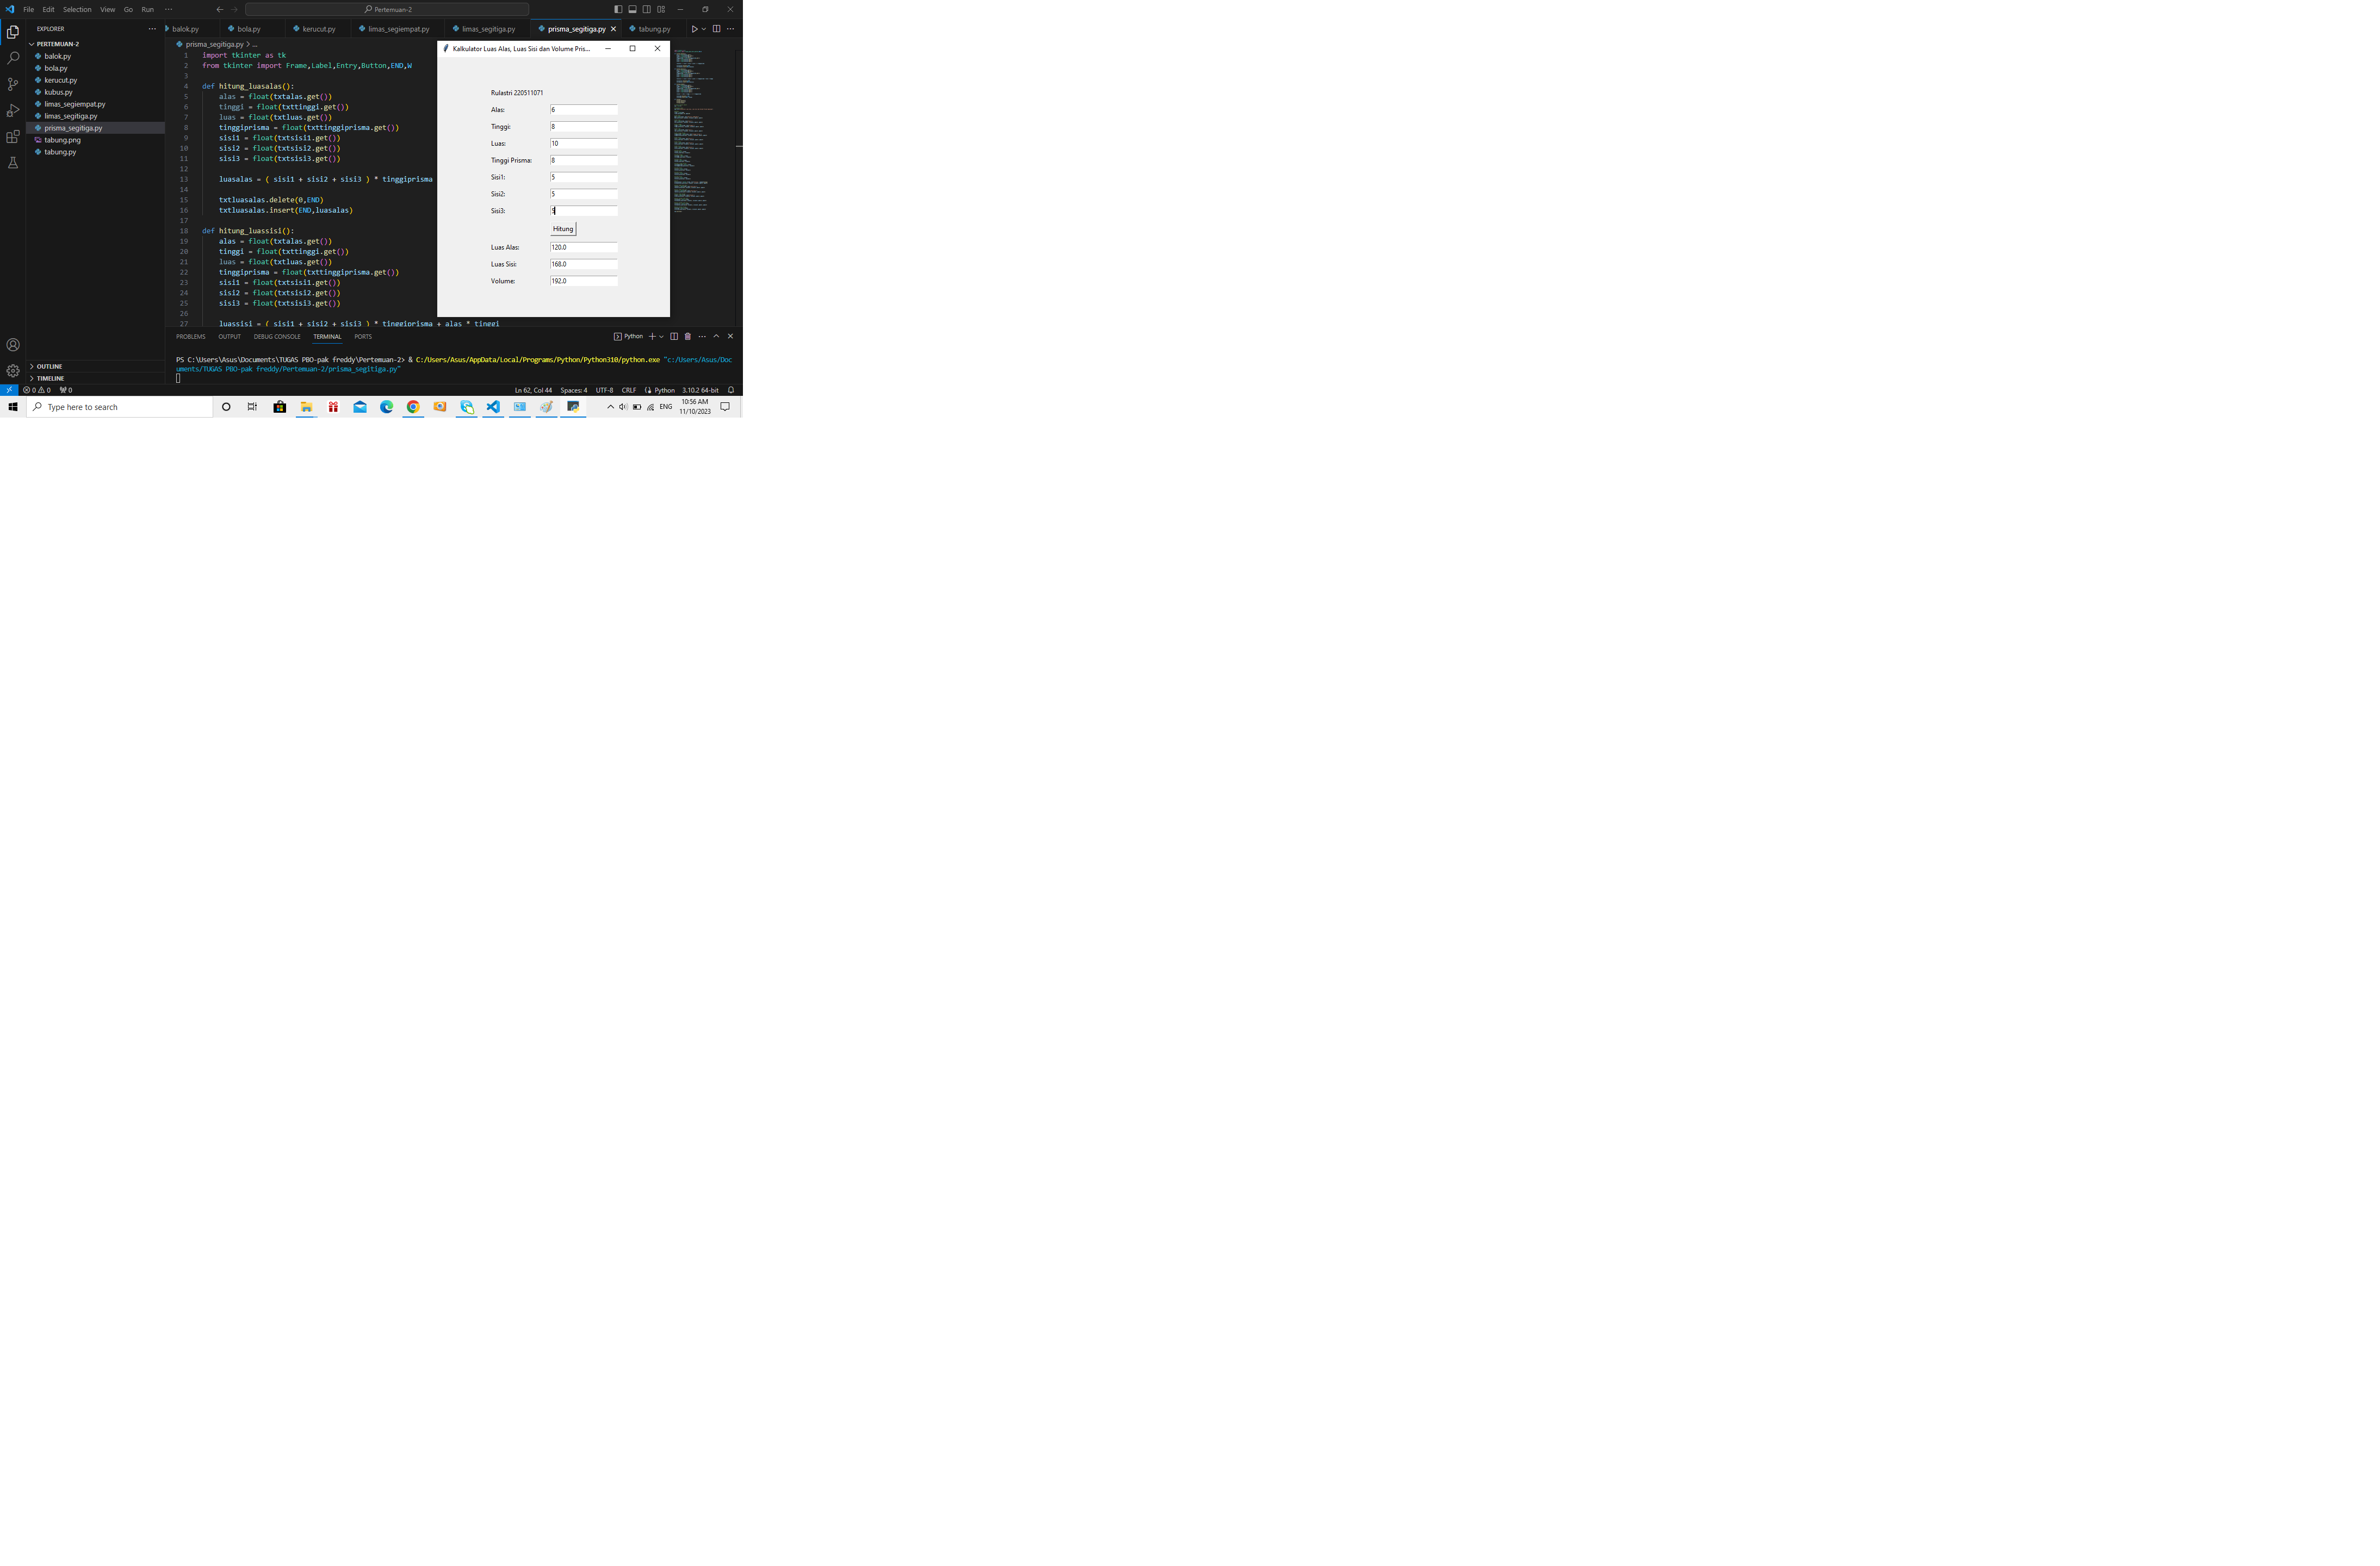 File Edit Selection View Go Run ··· Pertemuan-2
EXPLORER
PERTEMUAN-2
balok.py
bola.py
kerucut.py
kubus.py
limas_segiempat.py
limas_segitiga.py
prisma_segitiga.py
tabung.png
tabung.py
OUTLINE
TIMELINE
balok.py bola.py kerucut.py limas_segiempat.py limas_segitiga.py prisma_segitiga.py tabung.py
prisma_segitiga.py > ...
1 import tkinter as tk
2 from tkinter import Frame,Label,Entry,Button,END,W
3
4 def hitung_luasalas():
5 alas = float(txtalas.get())
6 tinggi = float(txttinggi.get())
7 luas = float(txtluas.get())
8 tinggiprisma = float(txttinggiprisma.get())
9 sisi1 = float(txtsisi1.get())
10 sisi2 = float(txtsisi2.get())
11 sisi3 = float(txtsisi3.get())
12
13 luasalas = ( sisi1 + sisi2 + sisi3 ) * tinggiprisma
14
15 txtluasalas.delete(0,END)
16 txtluasalas.insert(END,luasalas)
17
18 def hitung_luassisi():
19 alas = float(txtalas.get())
20 tinggi = float(txttinggi.get())
21 luas = float(txtluas.get())
22 tinggiprisma = float(txttinggiprisma.get())
23 sisi1 = float(txtsisi1.get())
24 sisi2 = float(txtsisi2.get())
25 sisi3 = float(txtsisi3.get())
26
27 luassisi = ( sisi1 + sisi2 + sisi3 ) * tinggiprisma + alas * tinggi
Kalkulator Luas Alas, Luas Sisi dan Volume Pris...
Rulastri 220511071
Alas: 6
Tinggi: 8
Luas: 10
Tinggi Prisma: 8
Sisi1: 5
Sisi2: 5
Sisi3: 5
Hitung
Luas Alas: 120.0
Luas Sisi: 168.0
Volume: 192.0
PROBLEMS OUTPUT DEBUG CONSOLE TERMINAL PORTS Python
PS C:\Users\Asus\Documents\TUGAS PBO-pak freddy\Pertemuan-2> & C:/Users/Asus/AppData/Local/Programs/Python/Python310/python.exe "c:/Users/Asus/Doc
uments/TUGAS PBO-pak freddy/Pertemuan-2/prisma_segitiga.py"
0 0 0 Ln 62, Col 44 Spaces: 4 UTF-8 CRLF Python 3.10.2 64-bit
Type here to search ENG 10:56 AM
11/10/2023